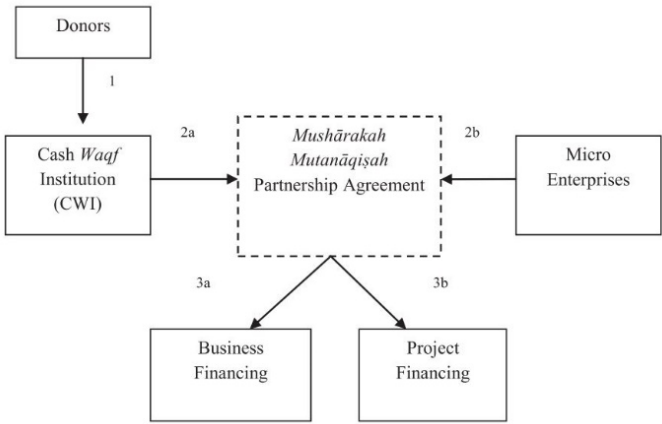 Donors
1
Cash Waqf
Institution
(CWI)
2a
Mushārakah
Mutanāqiṣah
Partnership Agreement
2b
Micro
Enterprises
3a
3b
Business
Financing
Project
Financing